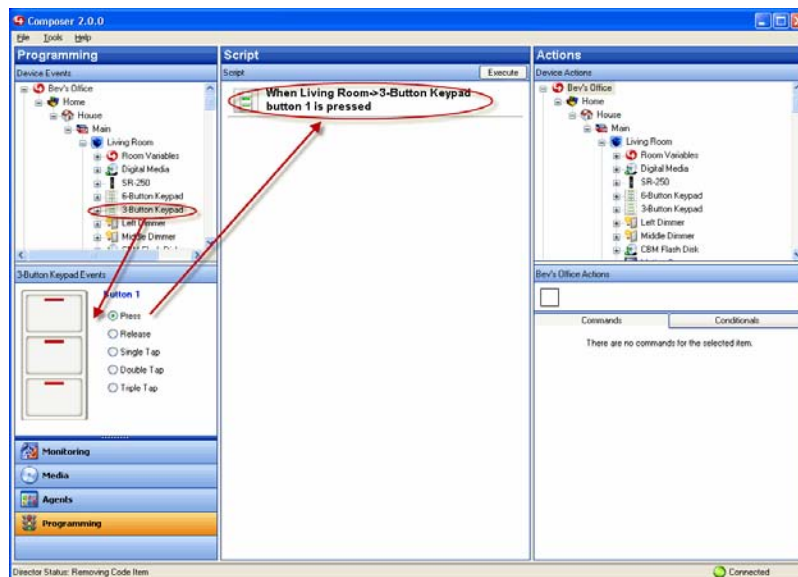 Composer 2.0.0
File Tools Help
Programming
Device Events
Bev's Office
Home
House
Main
Living Room
Room Variables
Digital Media
SR-250
6-Button Keypad
3-Button Keypad
Left Dimmer
Middle Dimmer
CBM Flash Disk
3-Button Keypad Events
Button 1
Press
Release
Single Tap
Double Tap
Triple Tap
Monitoring
Media
Agents
Programming
Script
Script Execute
When Living Room->3-Button Keypad
button 1 is pressed
Actions
Device Actions
Bev's Office
Home
House
Main
Living Room
Room Variables
Digital Media
SR-250
6-Button Keypad
3-Button Keypad
Left Dimmer
Middle Dimmer
CBM Flash Disk
Bev's Office Actions
Commands Conditionals
There are no commands for the selected item.
Director Status: Removing Code Item
Connected